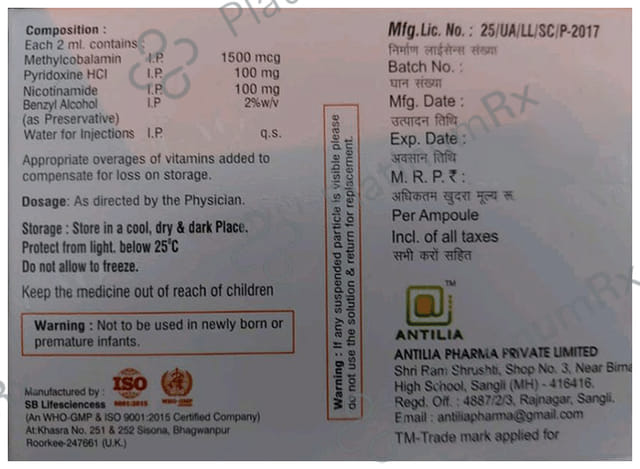 Composition :
Each 2 ml. contains :
Methylcobalamin I.P. 1500 mcg
Pyridoxine HCl I.P. 100 mg
Nicotinamide I.P. 100 mg
Benzyl Alcohol I.P 2%w/v
(as Preservative)
Water for Injections I.P. q.s.
Appropriate overages of vitamins added to
compensate for loss on storage.
Dosage: As directed by the Physician.
Storage : Store in a cool, dry & dark Place.
Protect from light. below 25°C
Do not allow to freeze.
Keep the medicine out of reach of children
Warning : Not to be used in newly born or
premature infants.
Manufactured by :
SB Lifesciencess
(An WHO-GMP & ISO 9001:2015 Certified Company)
At:Khasra No. 251 & 252 Sisona, Bhagwanpur
Roorkee-247661 (U.K.)
ISO
9001:2015
WHO-GMP
Warning : If any suspended particle is visible please
do not use the solution & return for replacement.
Mfg.Lic. No. : 25/UA/LL/SC/P-2017
निर्माण लाईसेन्स संख्या
Batch No. :
घान संख्या
Mfg. Date :
उत्पादन तिथि
Exp. Date :
अवसान तिथि
M. R. P. ₹ :
अधिकतम खुदरा मूल्य रू
Per Ampoule
Incl. of all taxes
सभी करों सहित
TM
ANTILIA
ANTILIA PHARMA PRIVATE LIMITED
Shri Ram Shrushti, Shop No. 3, Near Birna
High School, Sangli (MH) - 416416.
Regd. Off. : 4887/2/3, Rajnagar, Sangli.
Email : antiliapharma@gmail.com
TM-Trade mark applied for